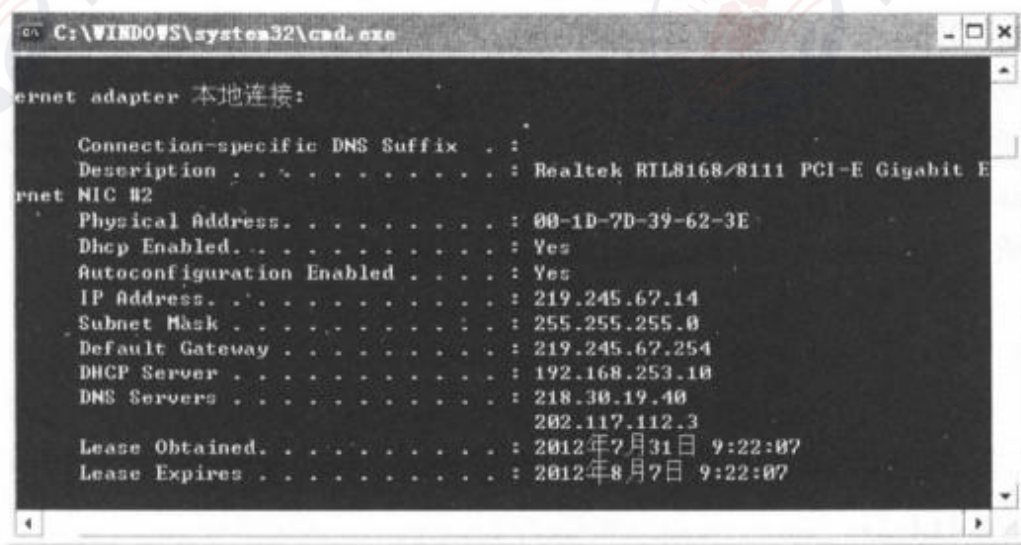 C:\WINDOWS\system32\cmd.exe
ernet adapter 本地连接:
Connection-specific DNS Suffix . :
Description . . . . . . . . . . . : Realtek RTL8168/8111 PCI-E Gigabit E
rnet NIC #2
Physical Address. . . . . . . . . : 00-1D-7D-39-62-3E
Dhcp Enabled. . . . . . . . . . . : Yes
Autoconfiguration Enabled . . . . : Yes
IP Address. . . . . . . . . . . . : 219.245.67.14
Subnet Mask . . . . . . . . . . . : 255.255.255.0
Default Gateway . . . . . . . . . : 219.245.67.254
DHCP Server . . . . . . . . . . . : 192.168.253.10
DNS Servers . . . . . . . . . . . : 218.30.19.40
202.117.112.3
Lease Obtained. . . . . . . . . . : 2012年7月31日 9:22:07
Lease Expires . . . . . . . . . . : 2012年8月7日 9:22:07